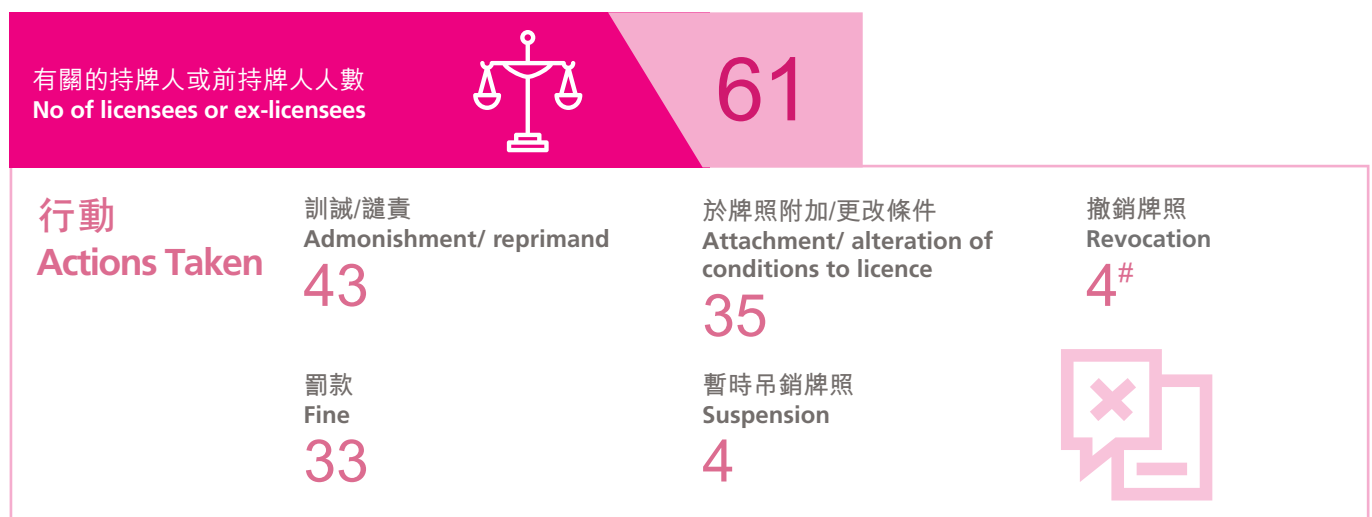 有關的持牌人或前持牌人人數
No of licensees or ex-licensees
61
行動
Actions Taken
訓誡/譴責
Admonishment/ reprimand
43
於牌照附加/更改條件
Attachment/ alteration of
conditions to licence
35
撤銷牌照
Revocation
4#
罰款
Fine
33
暫時吊銷牌照
Suspension
4